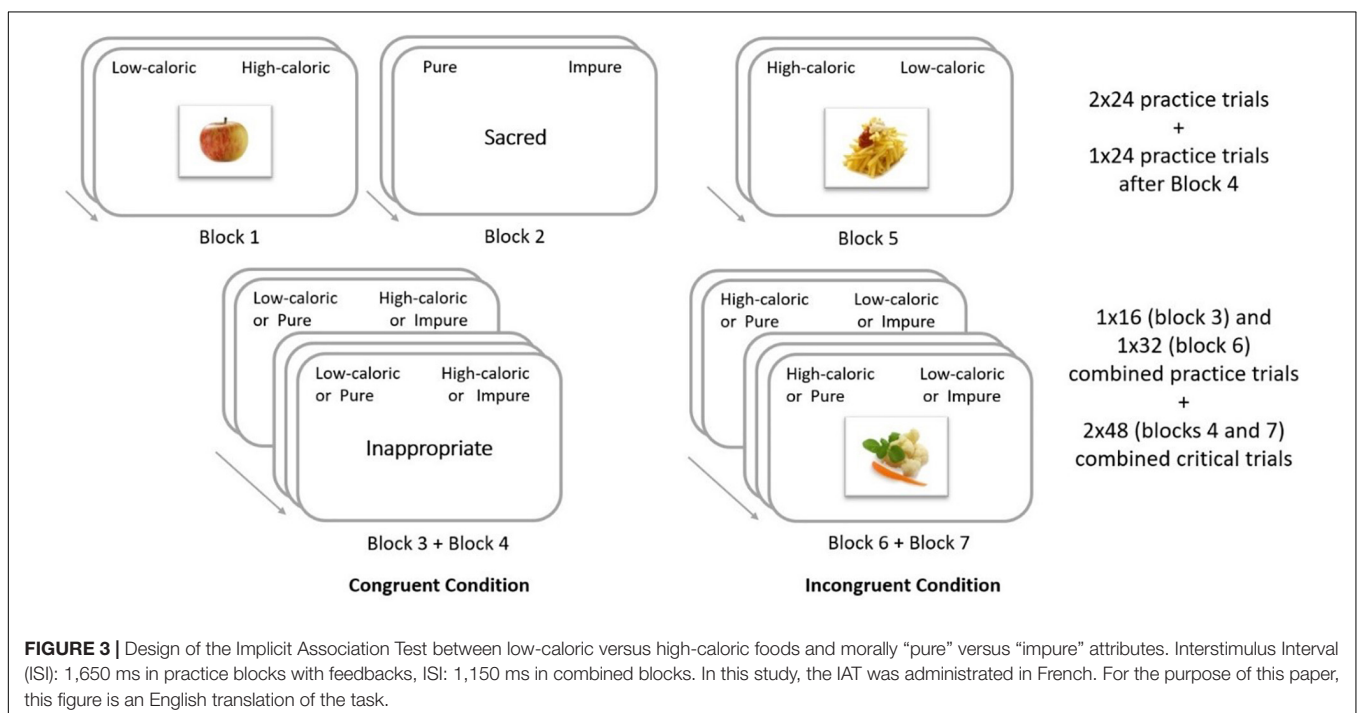 Low-caloric High-caloric
Block 1
Pure Impure
Sacred
Block 2
High-caloric Low-caloric
Block 5
2x24 practice trials
+
1x24 practice trials
after Block 4
Low-caloric High-caloric
or Pure or Impure
Low-caloric High-caloric
or Pure or Impure
Inappropriate
Block 3 + Block 4
Congruent Condition
High-caloric Low-caloric
or Pure or Impure
High-caloric Low-caloric
or Pure or Impure
Block 6 + Block 7
Incongruent Condition
1x16 (block 3) and
1x32 (block 6)
combined practice trials
+
2x48 (blocks 4 and 7)
combined critical trials
FIGURE 3 | Design of the Implicit Association Test between low-caloric versus high-caloric foods and morally “pure” versus “impure” attributes. Interstimulus Interval
(ISI): 1,650 ms in practice blocks with feedbacks, ISI: 1,150 ms in combined blocks. In this study, the IAT was administrated in French. For the purpose of this paper,
this figure is an English translation of the task.